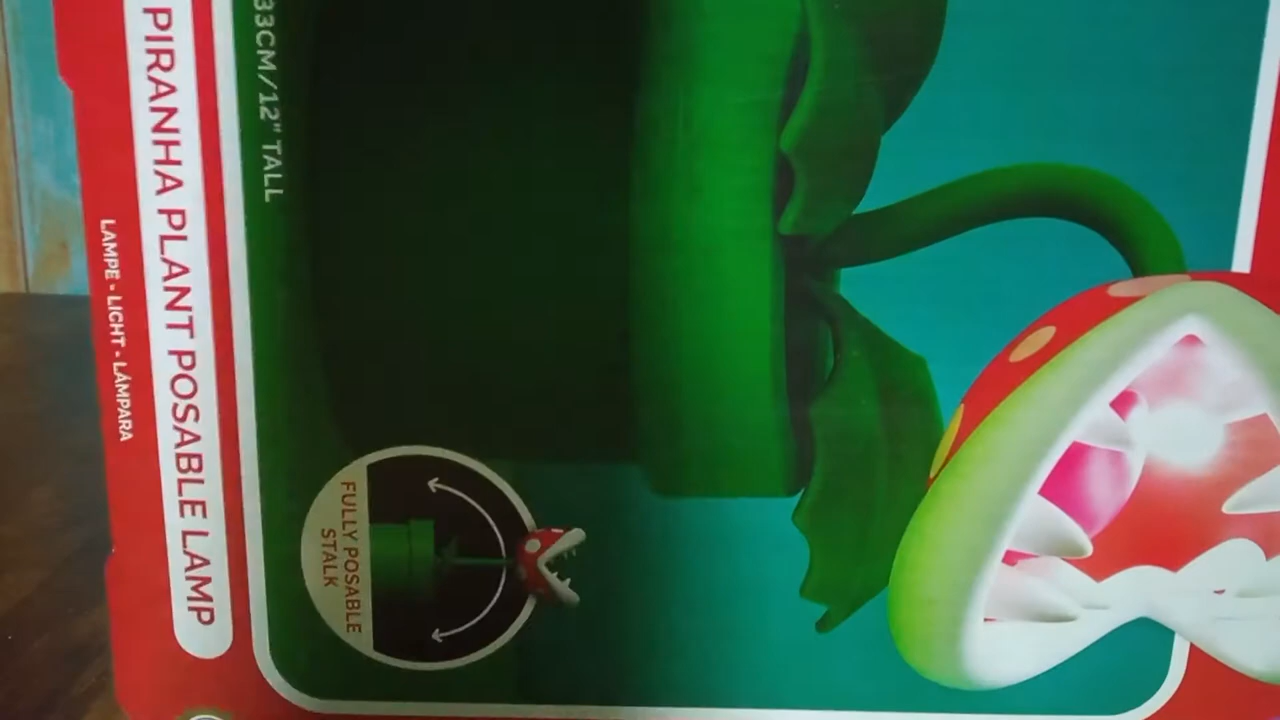 33CM/12" TALL
FULLY POSABLE
STALK
PIRANHA PLANT POSABLE LAMP
LAMPE - LICHT - LÁMPARA